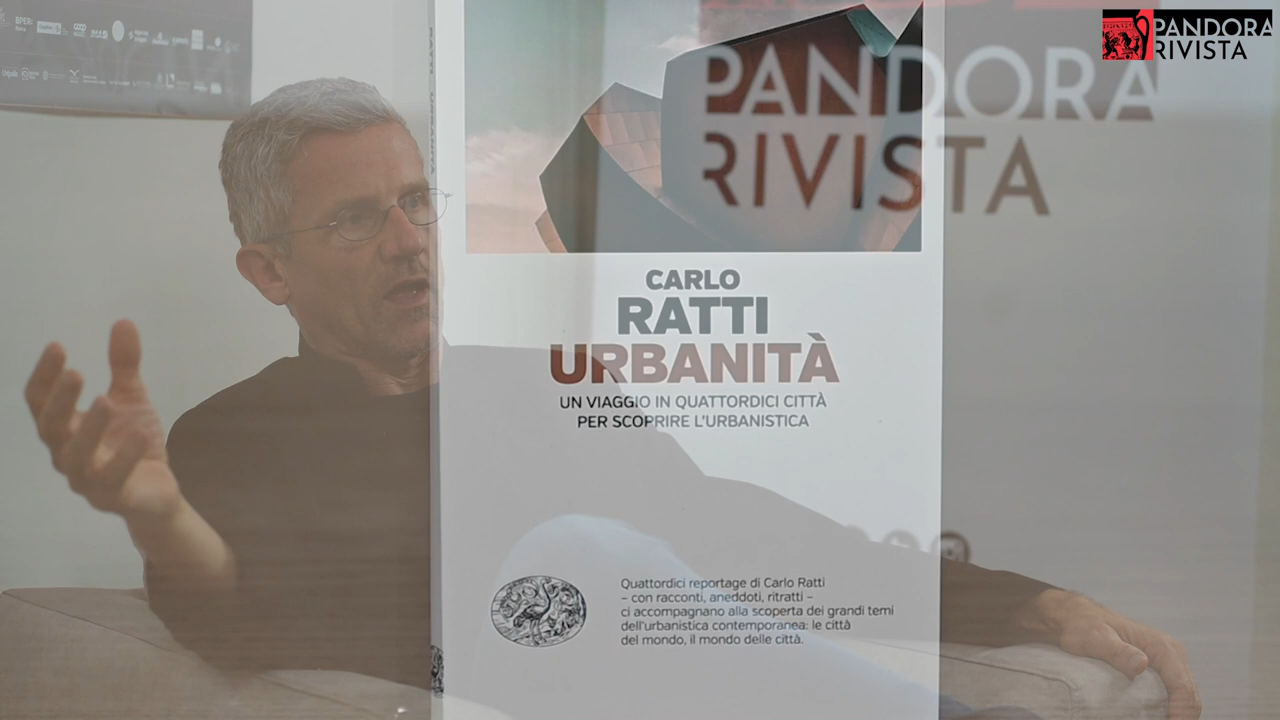 BPER:
PANDORA
RIVISTA
PANDORA
RIVISTA
CARLO
RATTI
URBANITÀ
UN VIAGGIO IN QUATTORDICI CITTÀ
PER SCOPRIRE L'URBANISTICA
Quattordici reportage di Carlo Ratti
– con racconti, aneddoti, ritratti –
ci accompagnano alla scoperta dei grandi temi
dell'urbanistica contemporanea: le città
del mondo, il mondo delle città.